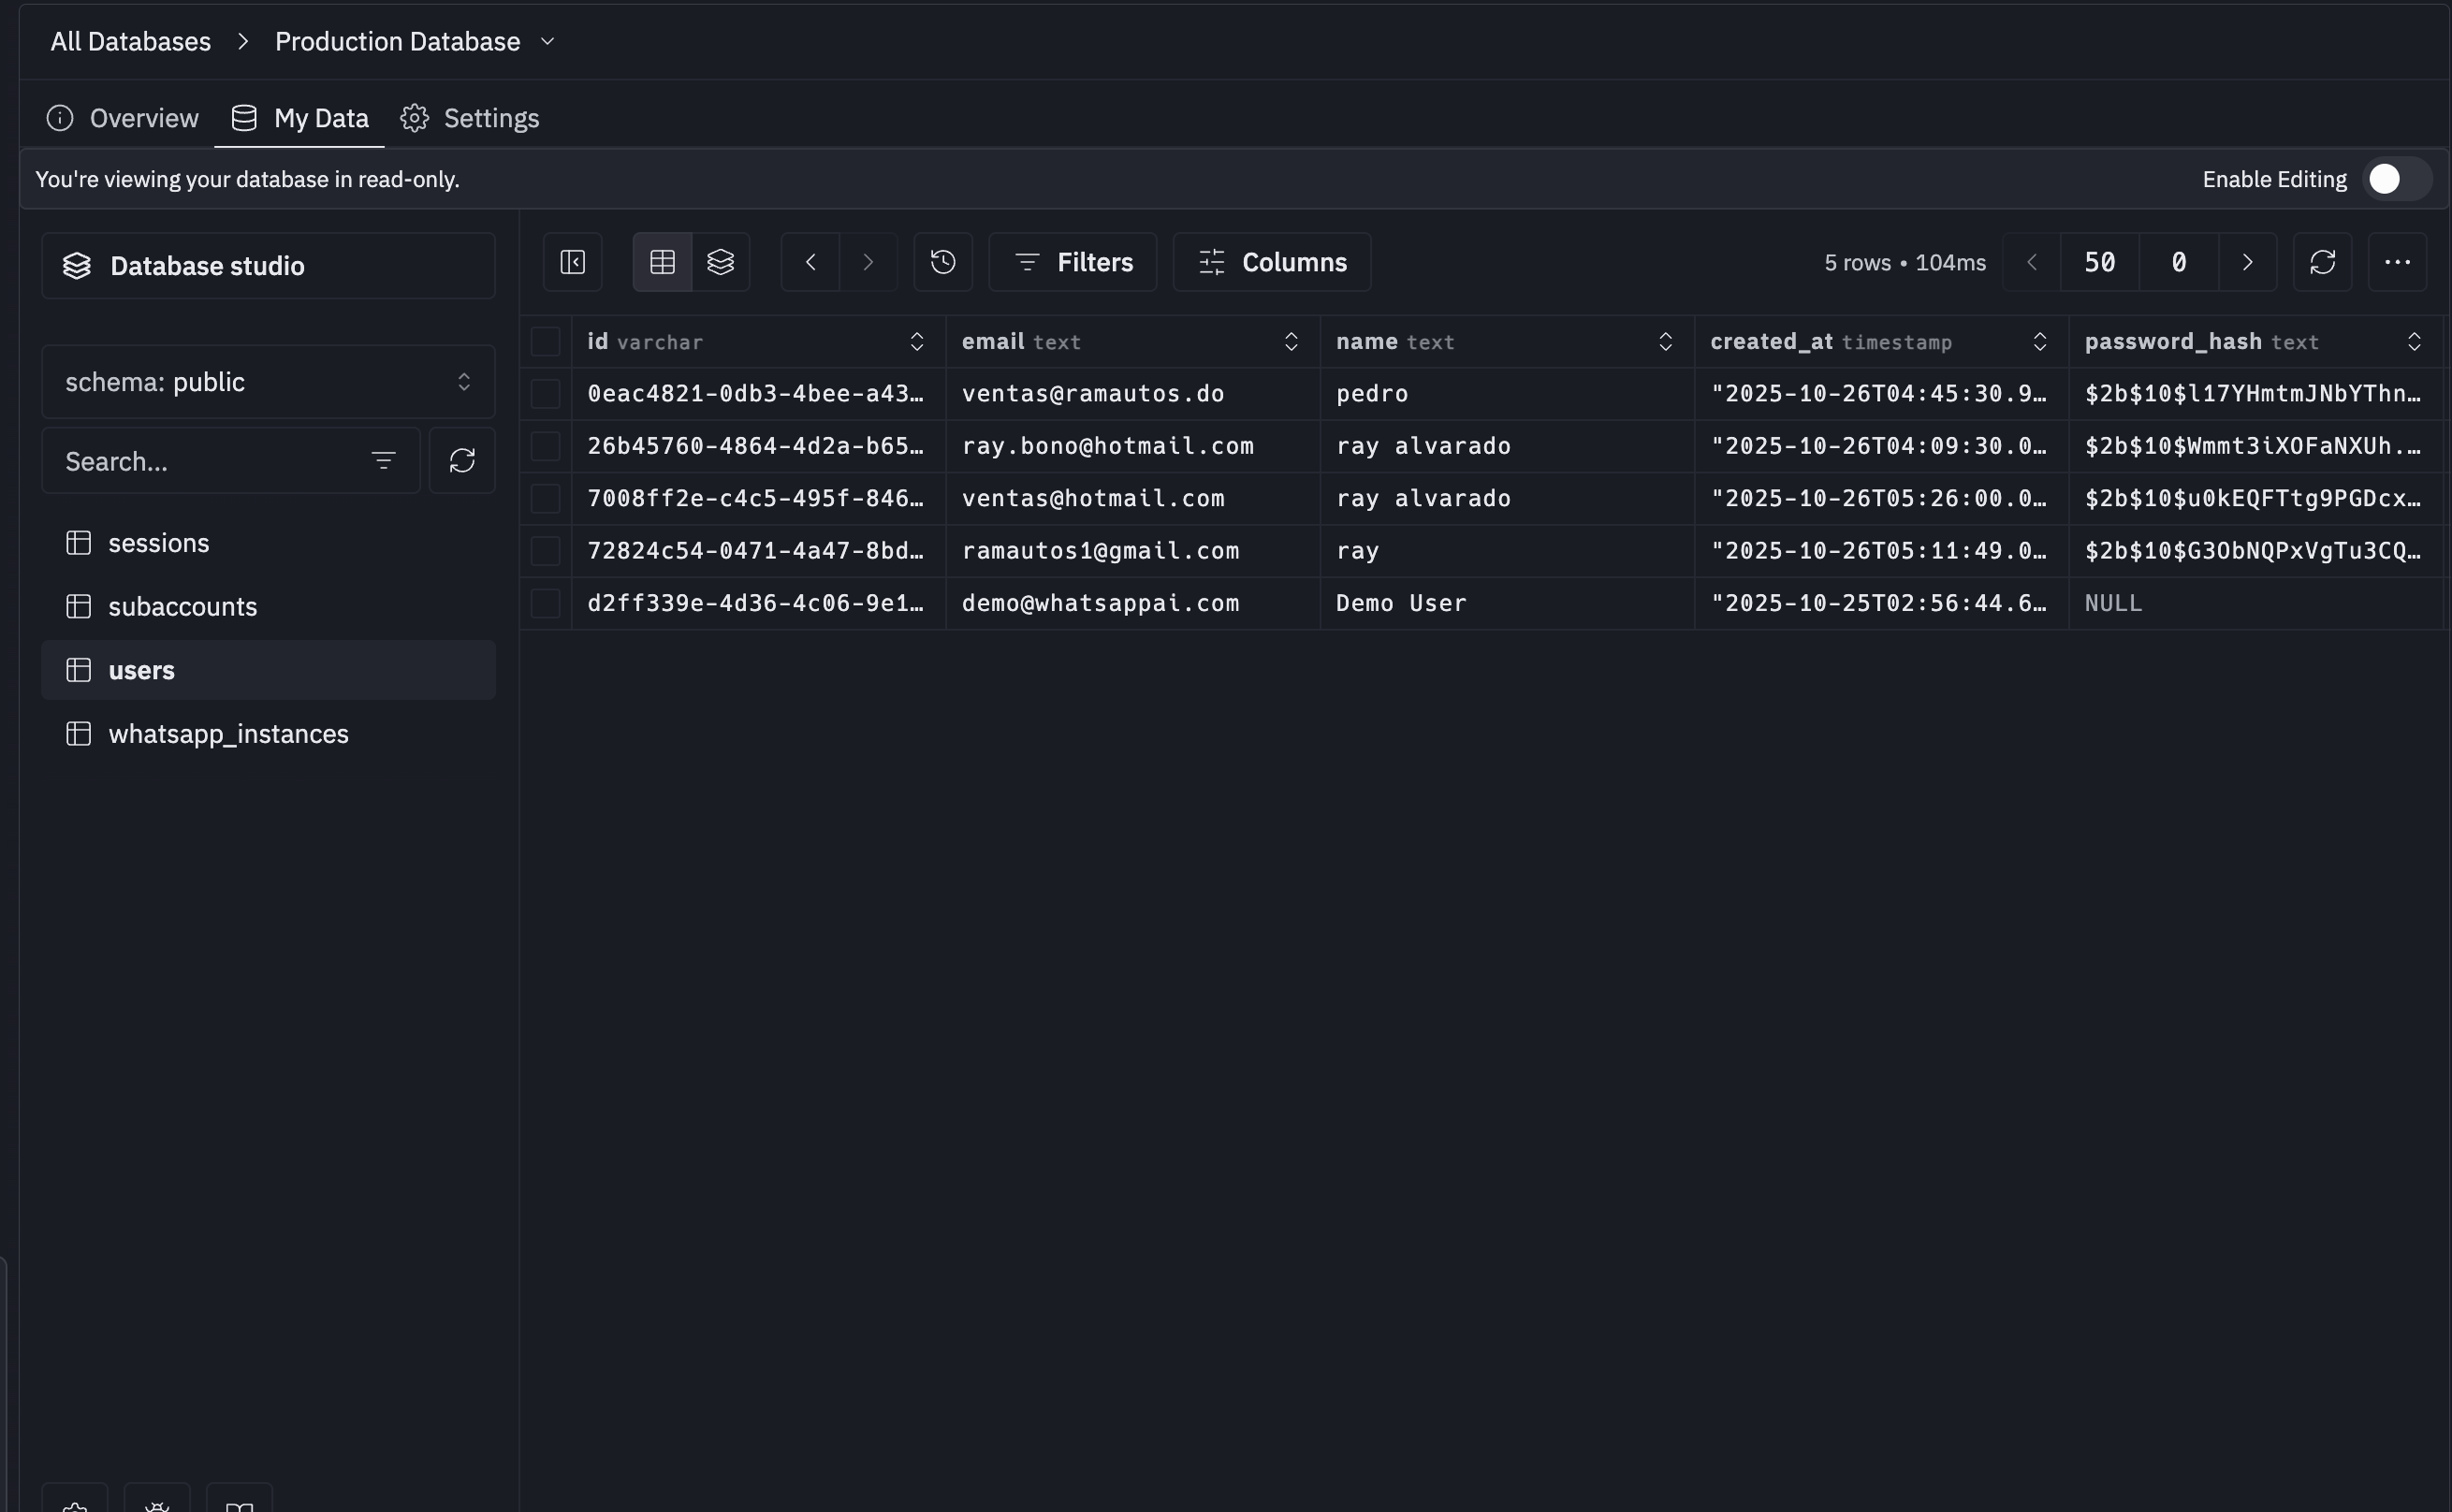 All Databases > Production Database
Overview My Data Settings
You're viewing your database in read-only. Enable Editing
Database studio
Filters Columns 5 rows • 104ms 50 0
schema: public
Search...
sessions
subaccounts
users
whatsapp_instances
id varchar email text name text created_at timestamp password_hash text
0eac4821-0db3-4bee-a43… ventas@ramautos.do pedro "2025-10-26T04:45:30.9… $2b$10$l17YHmtmJNbYThn…
26b45760-4864-4d2a-b65… ray.bono@hotmail.com ray alvarado "2025-10-26T04:09:30.0… $2b$10$Wmmt3iXOFaNXUh.…
7008ff2e-c4c5-495f-846… ventas@hotmail.com ray alvarado "2025-10-26T05:26:00.0… $2b$10$u0kEQFTtg9PGDcx…
72824c54-0471-4a47-8bd… ramautos1@gmail.com ray "2025-10-26T05:11:49.0… $2b$10$G3ObNQPxVgTu3CQ…
d2ff339e-4d36-4c06-9e1… demo@whatsappai.com Demo User "2025-10-25T02:56:44.6… NULL